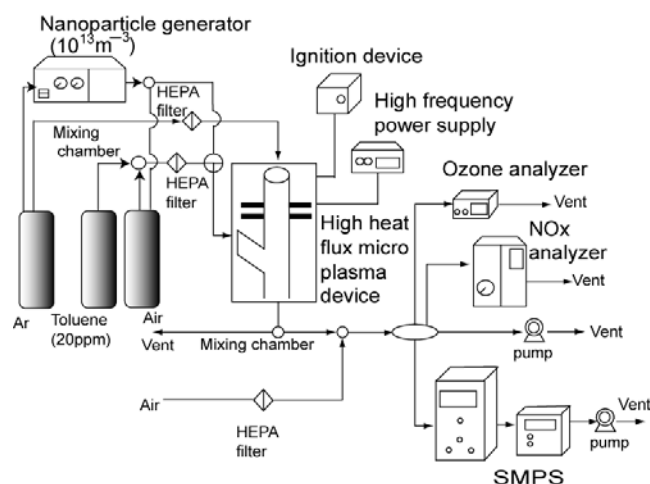 Nanoparticle generator
(10¹³m⁻³)
Ignition device
HEPA
filter
High frequency
power supply
Mixing
chamber
HEPA
filter
Ozone analyzer
Vent
High heat
flux micro
plasma
device
NOx
analyzer
Vent
Ar
Toluene
(20ppm)
Air
Vent
Mixing chamber
Vent
pump
Air
HEPA
filter
Vent
pump
SMPS